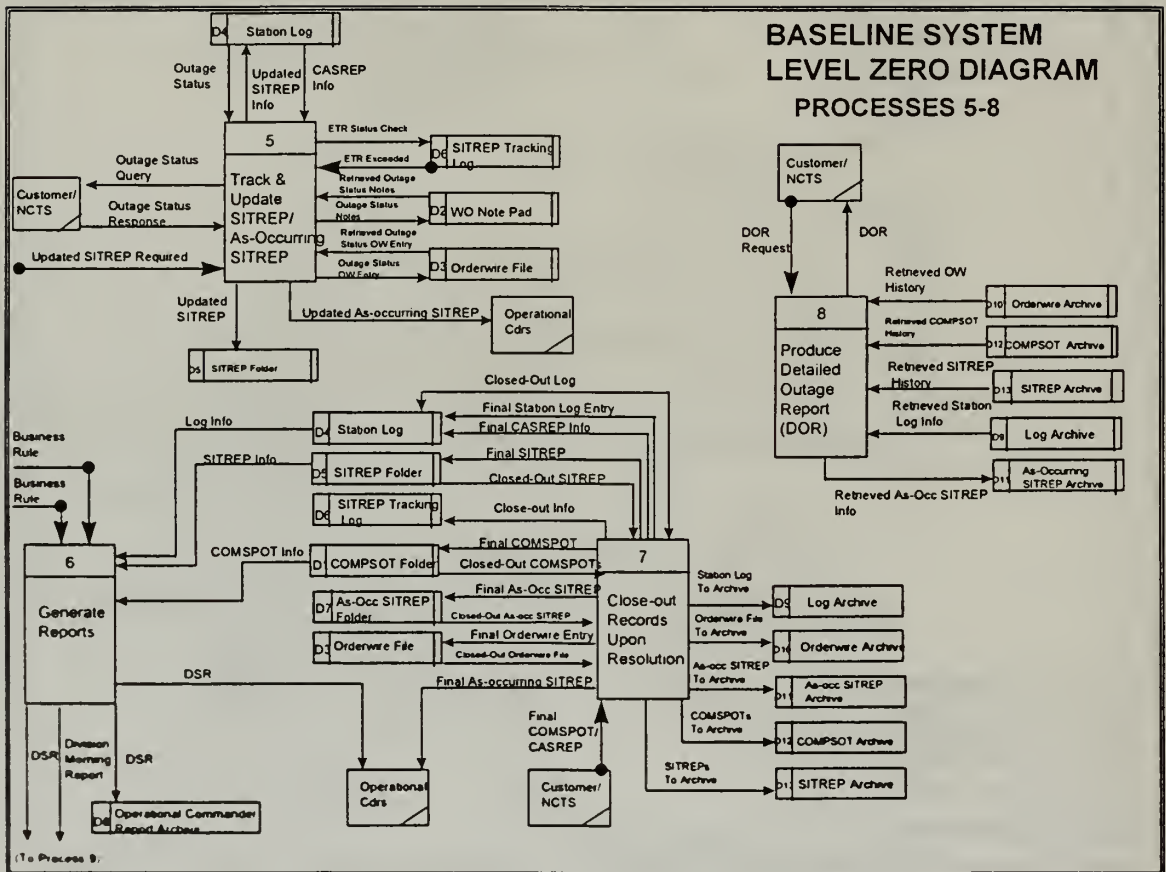 BASELINE SYSTEM
LEVEL ZERO DIAGRAM
PROCESSES 5-8
D4 Station Log
Outage
Status
Updated
SITREP
Info
CASREP
Info
5
Track &
Update
SITREP/
As-Occurring
SITREP
ETR Status Check
D6 SITREP Tracking
Log
ETR Exceeded
Retrieved Outage
Status Notes
Outage Status
Notes
D2 WO Note Pad
Retrieved Outage
Status OW Entry
Outage Status
OW Entry
D3 Orderwire File
Outage Status
Query
Customer/
NCTS
Outage Status
Response
Updated SITREP Required
Updated
SITREP
Updated As-occurring SITREP
Operational
Cdrs
D5 SITREP Folder
Customer/
NCTS
DOR
Request
DOR
8
Produce
Detailed
Outage
Report
(DOR)
Retrieved OW
History
D10 Orderwire Archive
Retrieved COMPSOT
History
D12 COMPSOT Archive
Retrieved SITREP
History
D13 SITREP Archive
Retrieved Station
Log Info
D9 Log Archive
D11 As-Occurring
SITREP Archive
Retrieved As-Occ SITREP
Info
Closed-Out Log
Log Info
D4 Station Log
Final Station Log Entry
Final CASREP Info
Business
Rule
SITREP Info
D5 SITREP Folder
Final SITREP
Closed-Out SITREP
Business
Rule
D6 SITREP Tracking
Log
Close-out Info
6
Generate
Reports
COMSPOT Info
D1 COMPSOT Folder
Final COMSPOT
Closed-Out COMSPOTs
D7 As-Occ SITREP
Folder
Final As-Occ SITREP
Closed-Out As-occ SITREP
D3 Orderwire File
Final Orderwire Entry
Closed-Out Orderwire File
7
Close-out
Records
Upon
Resolution
Station Log
To Archive
D9 Log Archive
Orderwire File
To Archive
D10 Orderwire Archive
As-occ SITREP
To Archive
D11 As-occ SITREP
Archive
COMSPOTs
To Archive
D12 COMPSOT Archive
SITREPs
To Archive
D13 SITREP Archive
DSR
Final As-occurring SITREP
Final
COMSPOT/
CASREP
DSR
Division
Morning
Report
DSR
Operational
Cdrs
Customer/
NCTS
D8 Operational Commander
Report Archive
(To Process 9)